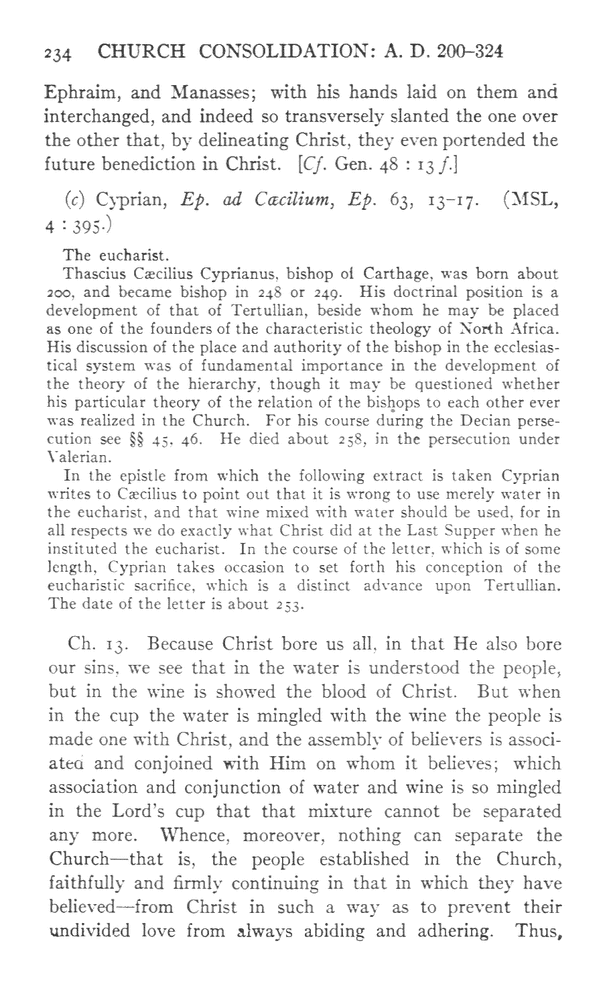 234 CHURCH CONSOLIDATION: A. D. 200–324
Ephraim, and Manasses; with his hands laid on them and
interchanged, and indeed so transversely slanted the one over
the other that, by delineating Christ, they even portended the
future benediction in Christ. [Cf. Gen. 48 : 13 f.]
(c) Cyprian, Ep. ad Cæcilium, Ep. 63, 13–17. (MSL,
4 : 395.)
The eucharist.
Thascius Cæcilius Cyprianus, bishop of Carthage, was born about
200, and became bishop in 248 or 249. His doctrinal position is a
development of that of Tertullian, beside whom he may be placed
as one of the founders of the characteristic theology of North Africa.
His discussion of the place and authority of the bishop in the ecclesias-
tical system was of fundamental importance in the development of
the theory of the hierarchy, though it may be questioned whether
his particular theory of the relation of the bishops to each other ever
was realized in the Church. For his course during the Decian perse-
cution see §§ 45, 46. He died about 258, in the persecution under
Valerian.
In the epistle from which the following extract is taken Cyprian
writes to Cæcilius to point out that it is wrong to use merely water in
the eucharist, and that wine mixed with water should be used, for in
all respects we do exactly what Christ did at the Last Supper when he
instituted the eucharist. In the course of the letter, which is of some
length, Cyprian takes occasion to set forth his conception of the
eucharistic sacrifice, which is a distinct advance upon Tertullian.
The date of the letter is about 253.
Ch. 13. Because Christ bore us all, in that He also bore
our sins, we see that in the water is understood the people,
but in the wine is showed the blood of Christ. But when
in the cup the water is mingled with the wine the people is
made one with Christ, and the assembly of believers is associ-
ated and conjoined with Him on whom it believes; which
association and conjunction of water and wine is so mingled
in the Lord's cup that that mixture cannot be separated
any more. Whence, moreover, nothing can separate the
Church—that is, the people established in the Church,
faithfully and firmly continuing in that in which they have
believed—from Christ in such a way as to prevent their
undivided love from always abiding and adhering. Thus,